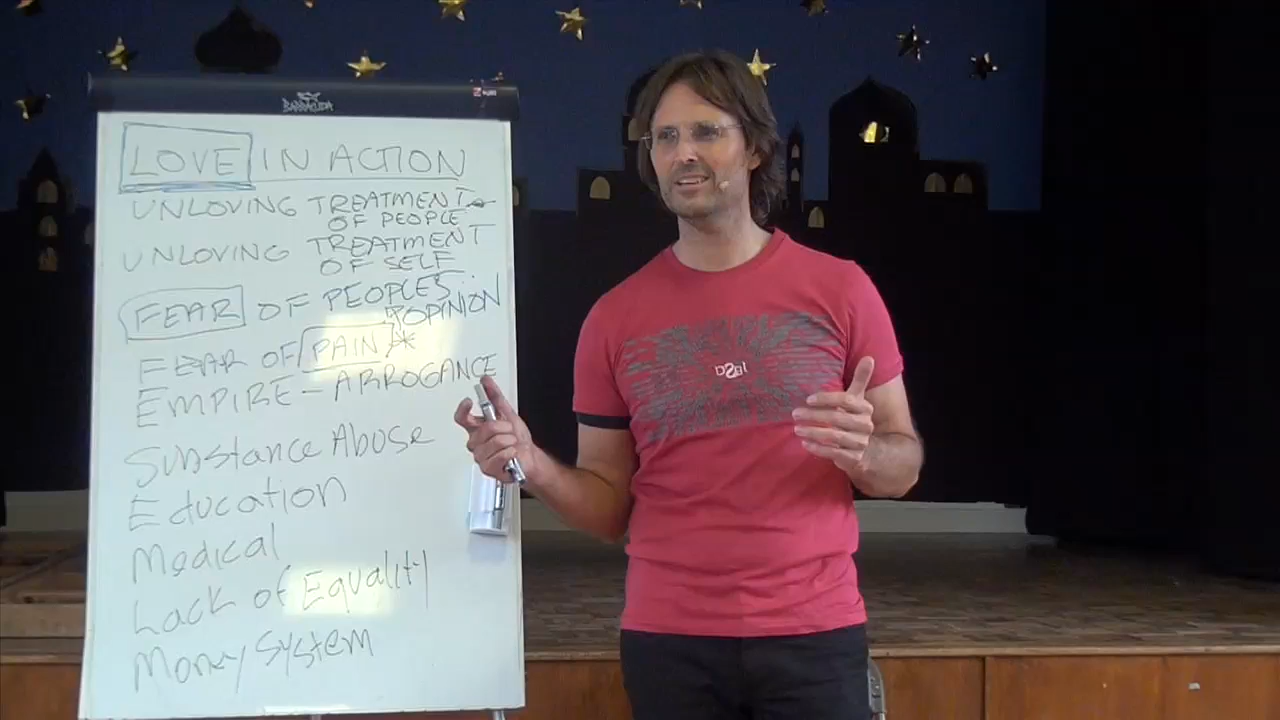 BARRACUDA
LOVE IN ACTION
UNLOVING TREATMENT
OF PEOPLE
UNLOVING TREATMENT
OF SELF
FEAR OF PEOPLES
OPINION
FEAR OF PAIN *
EMPIRE - ARROGANCE
Substance Abuse
Education
Medical
Lack of Equality
Money System